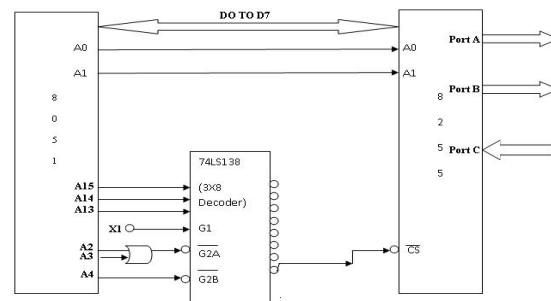 DO TO D7
A0
A0
Port A
A1
A1
Port B
8
0
5
1
8
2
5
5
Port C
74LS138
(3X8
Decoder)
A15
A14
A13
X1
G1
A2
A3
G2A
CS
A4
G2B